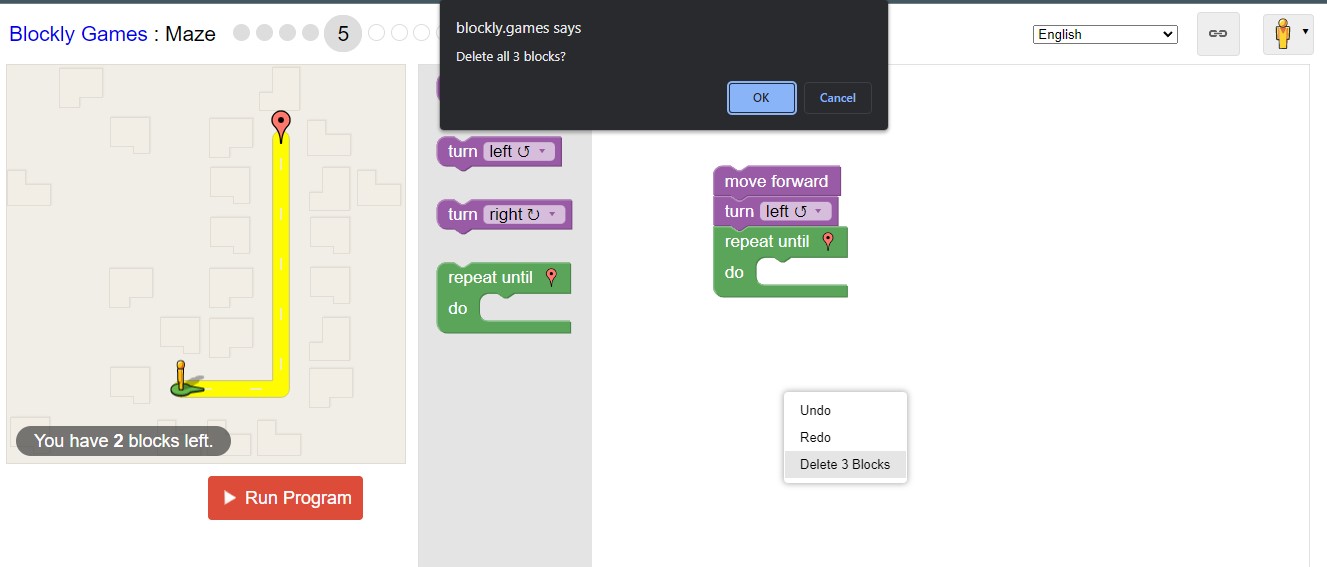 Blockly Games : Maze
5
blockly.games says
Delete all 3 blocks?
OK
Cancel
English
turn left ↺
turn right ↻
repeat until
do
move forward
turn left ↺
repeat until
do
Undo
Redo
Delete 3 Blocks
You have 2 blocks left.
Run Program